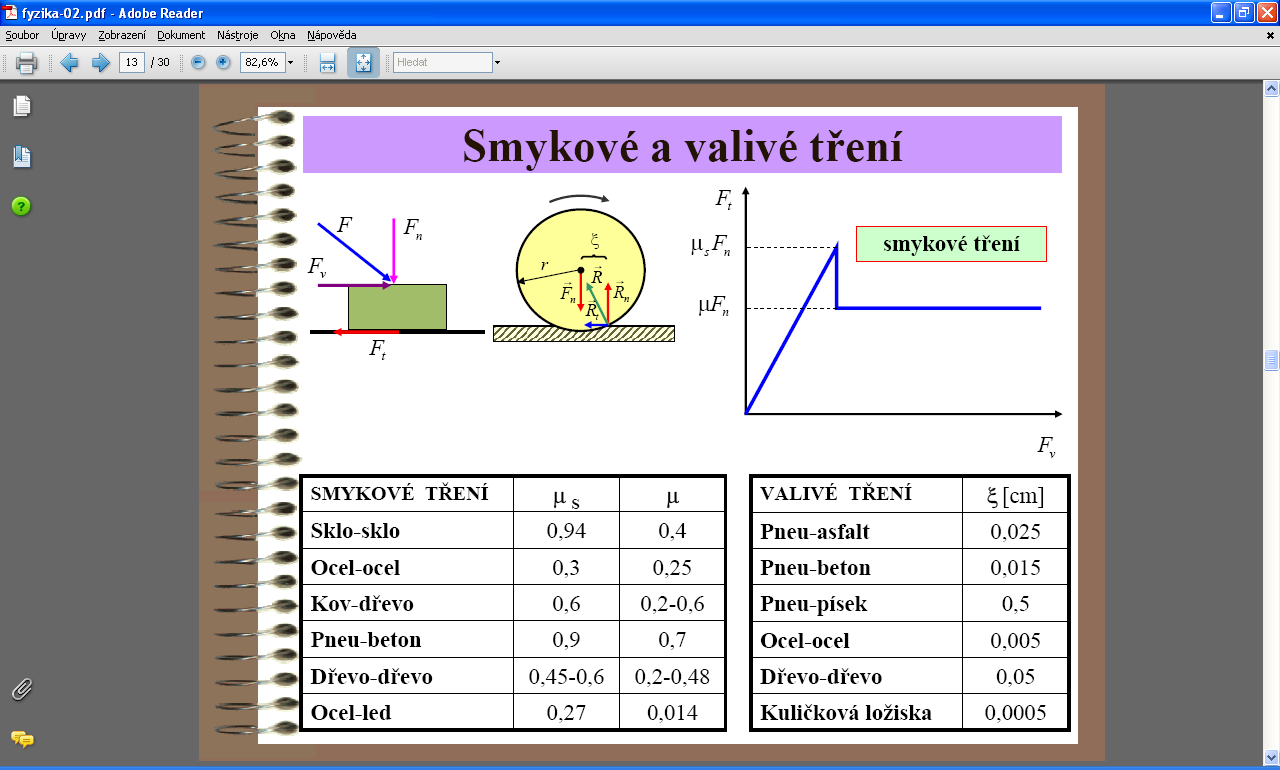 fyzika-02.pdf - Adobe Reader
Soubor Úpravy Zobrazení Dokument Nástroje Okna Nápověda
13 / 30 82,6% Hledat
Smykové a valivé tření
F Fn
Fv
Ft
ξ
r
R
Fn Rn
Rt
Ft
μsFn
smykové tření
μFn
Fv
SMYKOVÉ TŘENÍ μ s μ
Sklo-sklo 0,94 0,4
Ocel-ocel 0,3 0,25
Kov-dřevo 0,6 0,2-0,6
Pneu-beton 0,9 0,7
Dřevo-dřevo 0,45-0,6 0,2-0,48
Ocel-led 0,27 0,014
VALIVÉ TŘENÍ ξ [cm]
Pneu-asfalt 0,025
Pneu-beton 0,015
Pneu-písek 0,5
Ocel-ocel 0,005
Dřevo-dřevo 0,05
Kuličková ložiska 0,0005